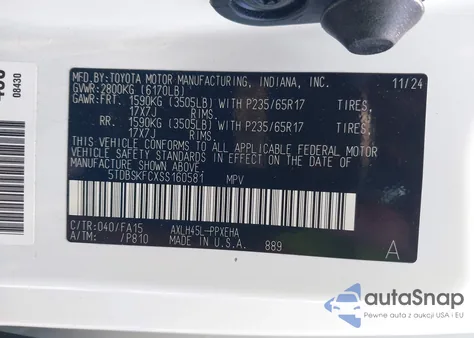 08430
MFD.BY:TOYOTA MOTOR MANUFACTURING, INDIANA, INC.
GVWR:2800KG (6170LB) 11/24
GAWR:FRT. 1590KG (3505LB) WITH P235/65R17 TIRES,
17X7J RIMS,
RR. 1590KG (3505LB) WITH P235/65R17 TIRES,
17X7J RIMS.
THIS VEHICLE CONFORMS TO ALL APPLICABLE FEDERAL MOTOR
VEHICLE SAFETY STANDARDS IN EFFECT ON THE DATE OF
MANUFACTURE SHOWN ABOVE.
5TDBSKFCXSS160581 MPV
C/TR:040/FA15 AXLH45L-PPXEHA
A/TM: /P810 MADE IN U.S.A. 889 A
autoSnap
Pewne auta z aukcji USA i EU